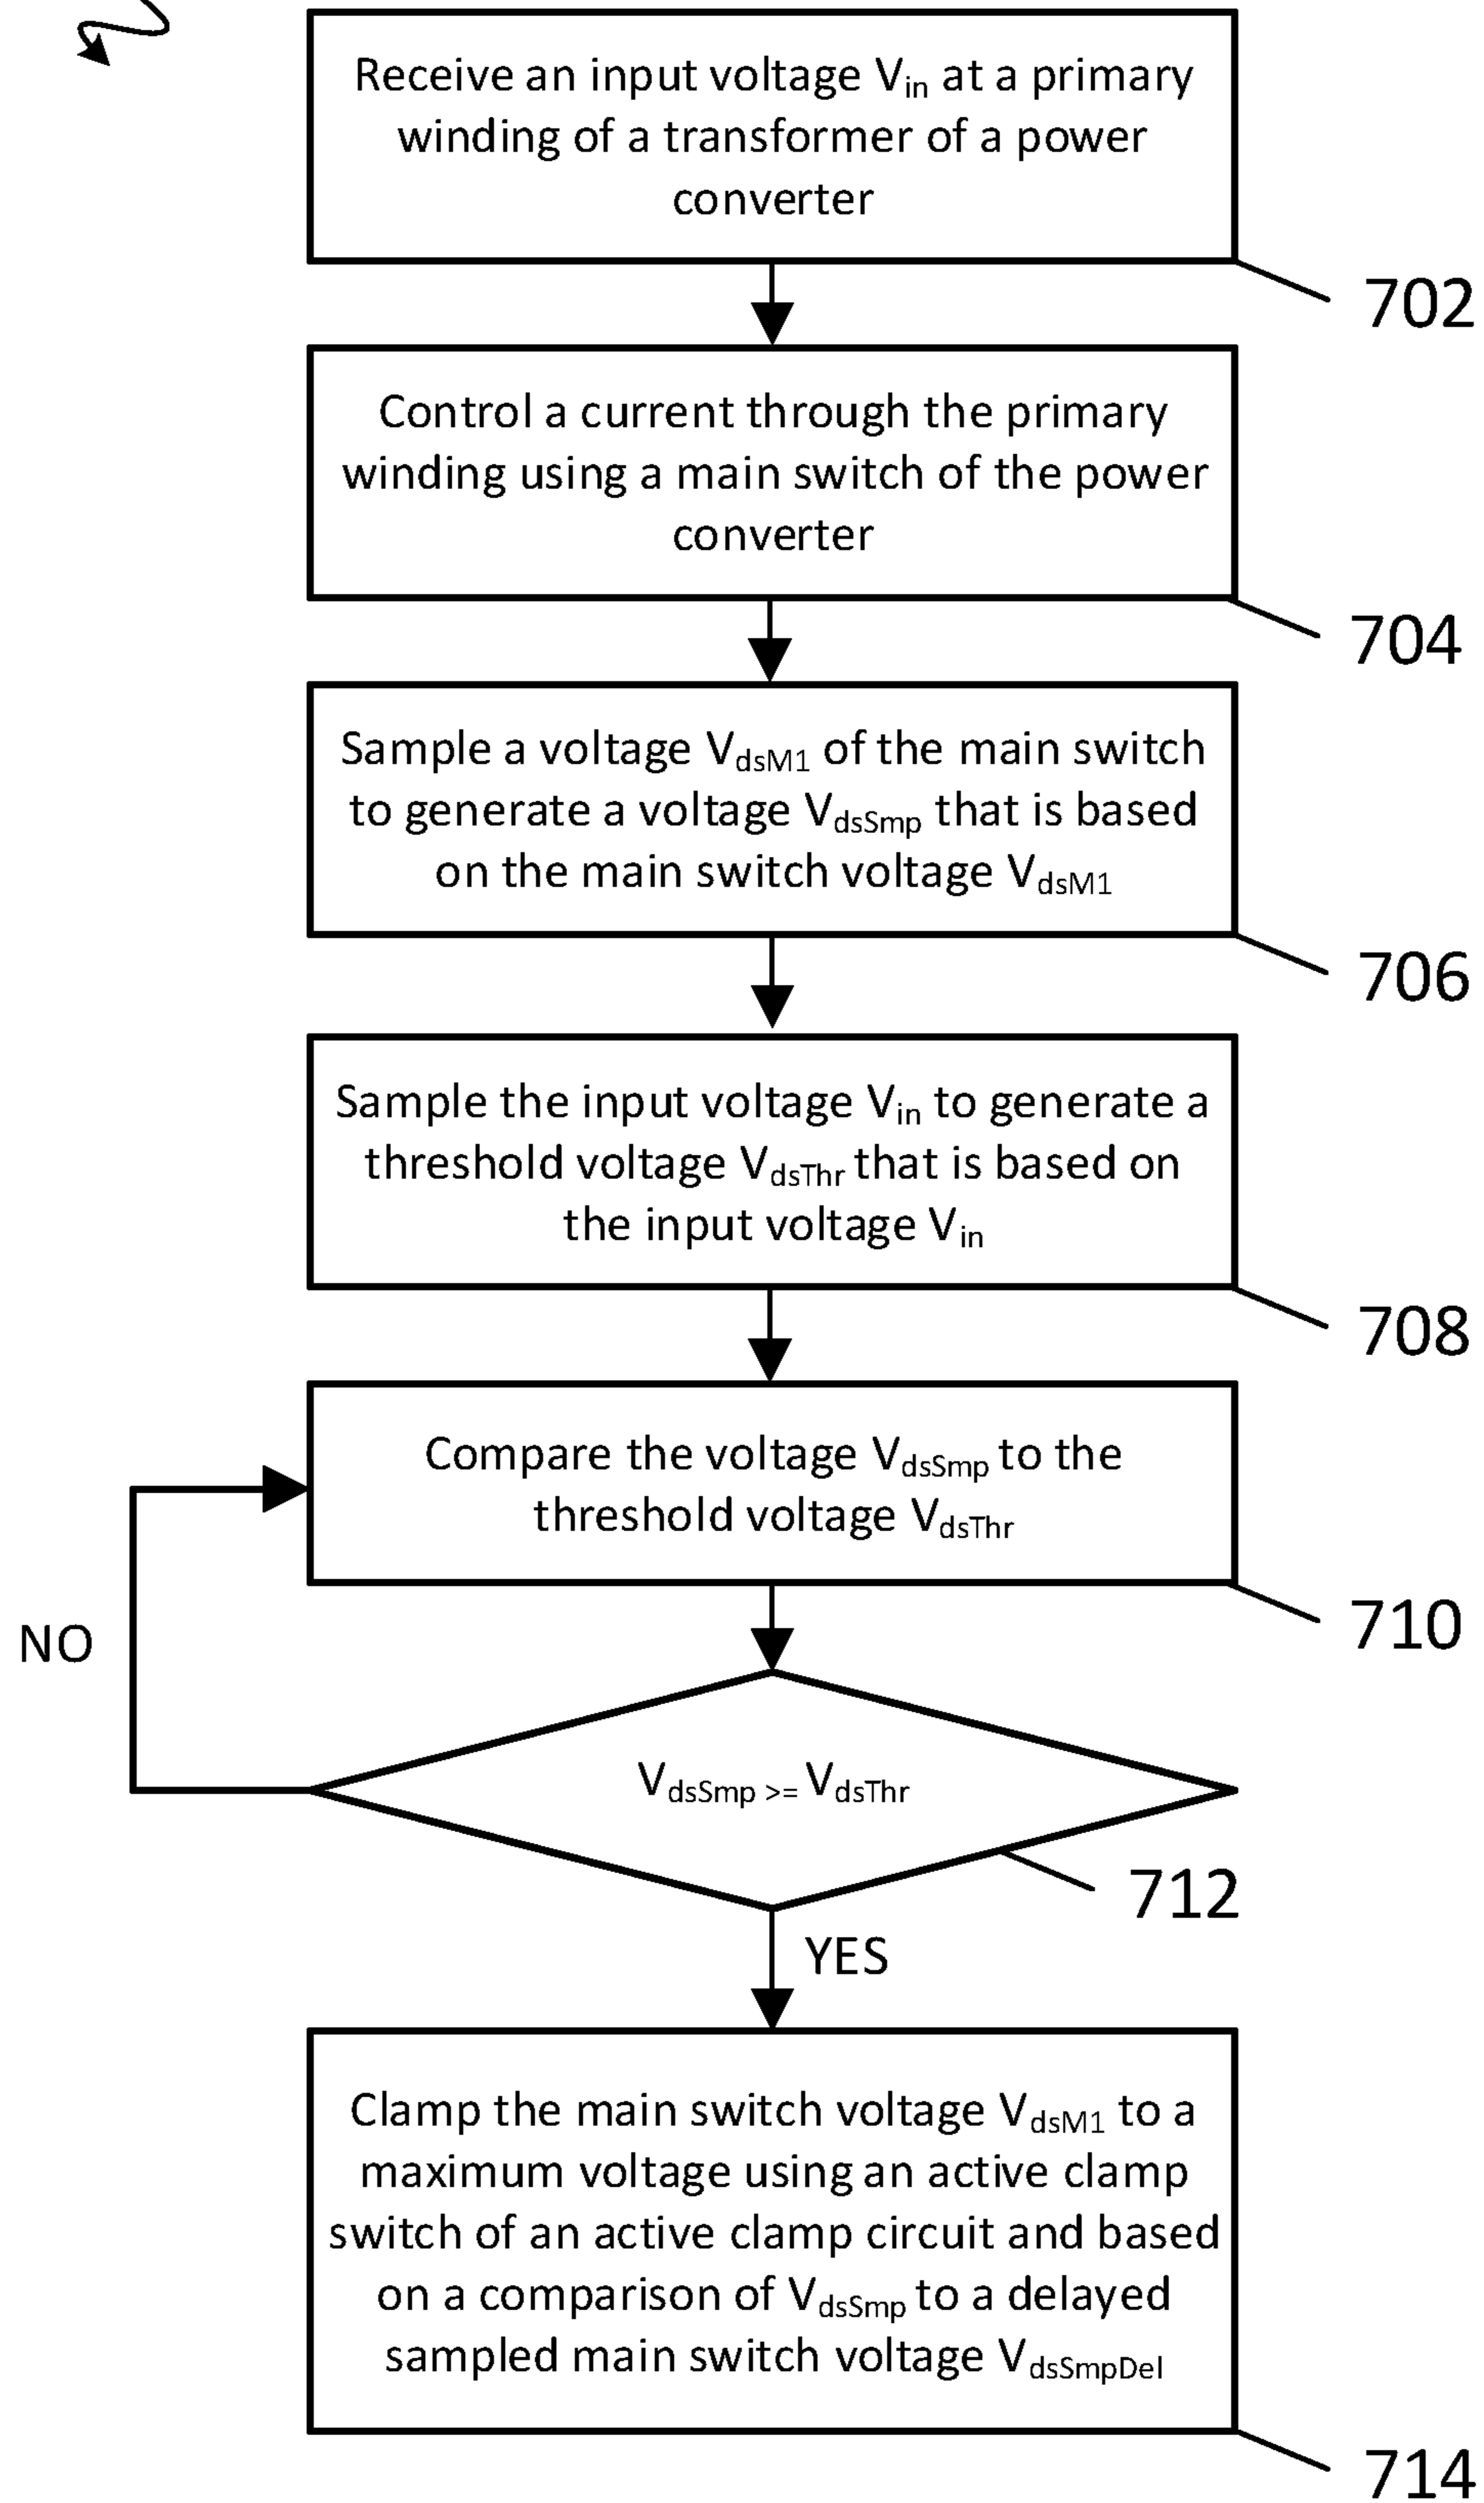 Receive an input voltage Vin at a primary
winding of a transformer of a power
converter
702
Control a current through the primary
winding using a main switch of the power
converter
704
Sample a voltage VdsM1 of the main switch
to generate a voltage VdsSmp that is based
on the main switch voltage VdsM1
706
Sample the input voltage Vin to generate a
threshold voltage VdsThr that is based on
the input voltage Vin
708
Compare the voltage VdsSmp to the
threshold voltage VdsThr
710
NO
VdsSmp >= VdsThr
712
YES
Clamp the main switch voltage VdsM1 to a
maximum voltage using an active clamp
switch of an active clamp circuit and based
on a comparison of VdsSmp to a delayed
sampled main switch voltage VdsSmpDel
714